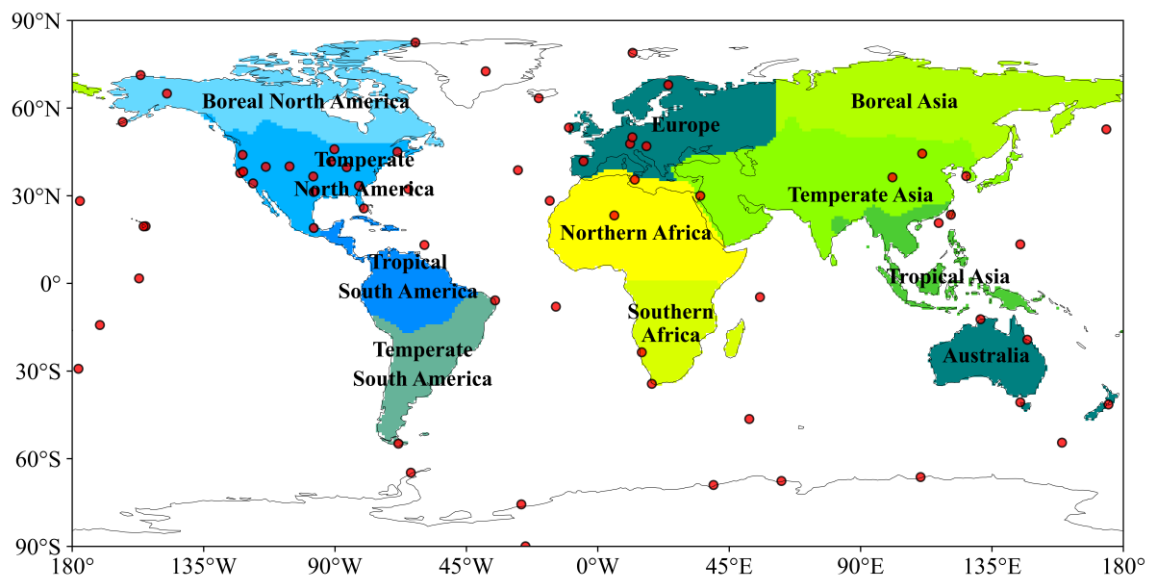 90°N
60°N
30°N
0°
30°S
60°S
90°S
Boreal North America
Boreal Asia
Europe
Temperate
North America
Temperate Asia
Northern Africa
Tropical
South America
Tropical Asia
Southern
Africa
Temperate
South America
Australia
180°
135°W
90°W
45°W
0°W
45°E
90°E
135°E
180°